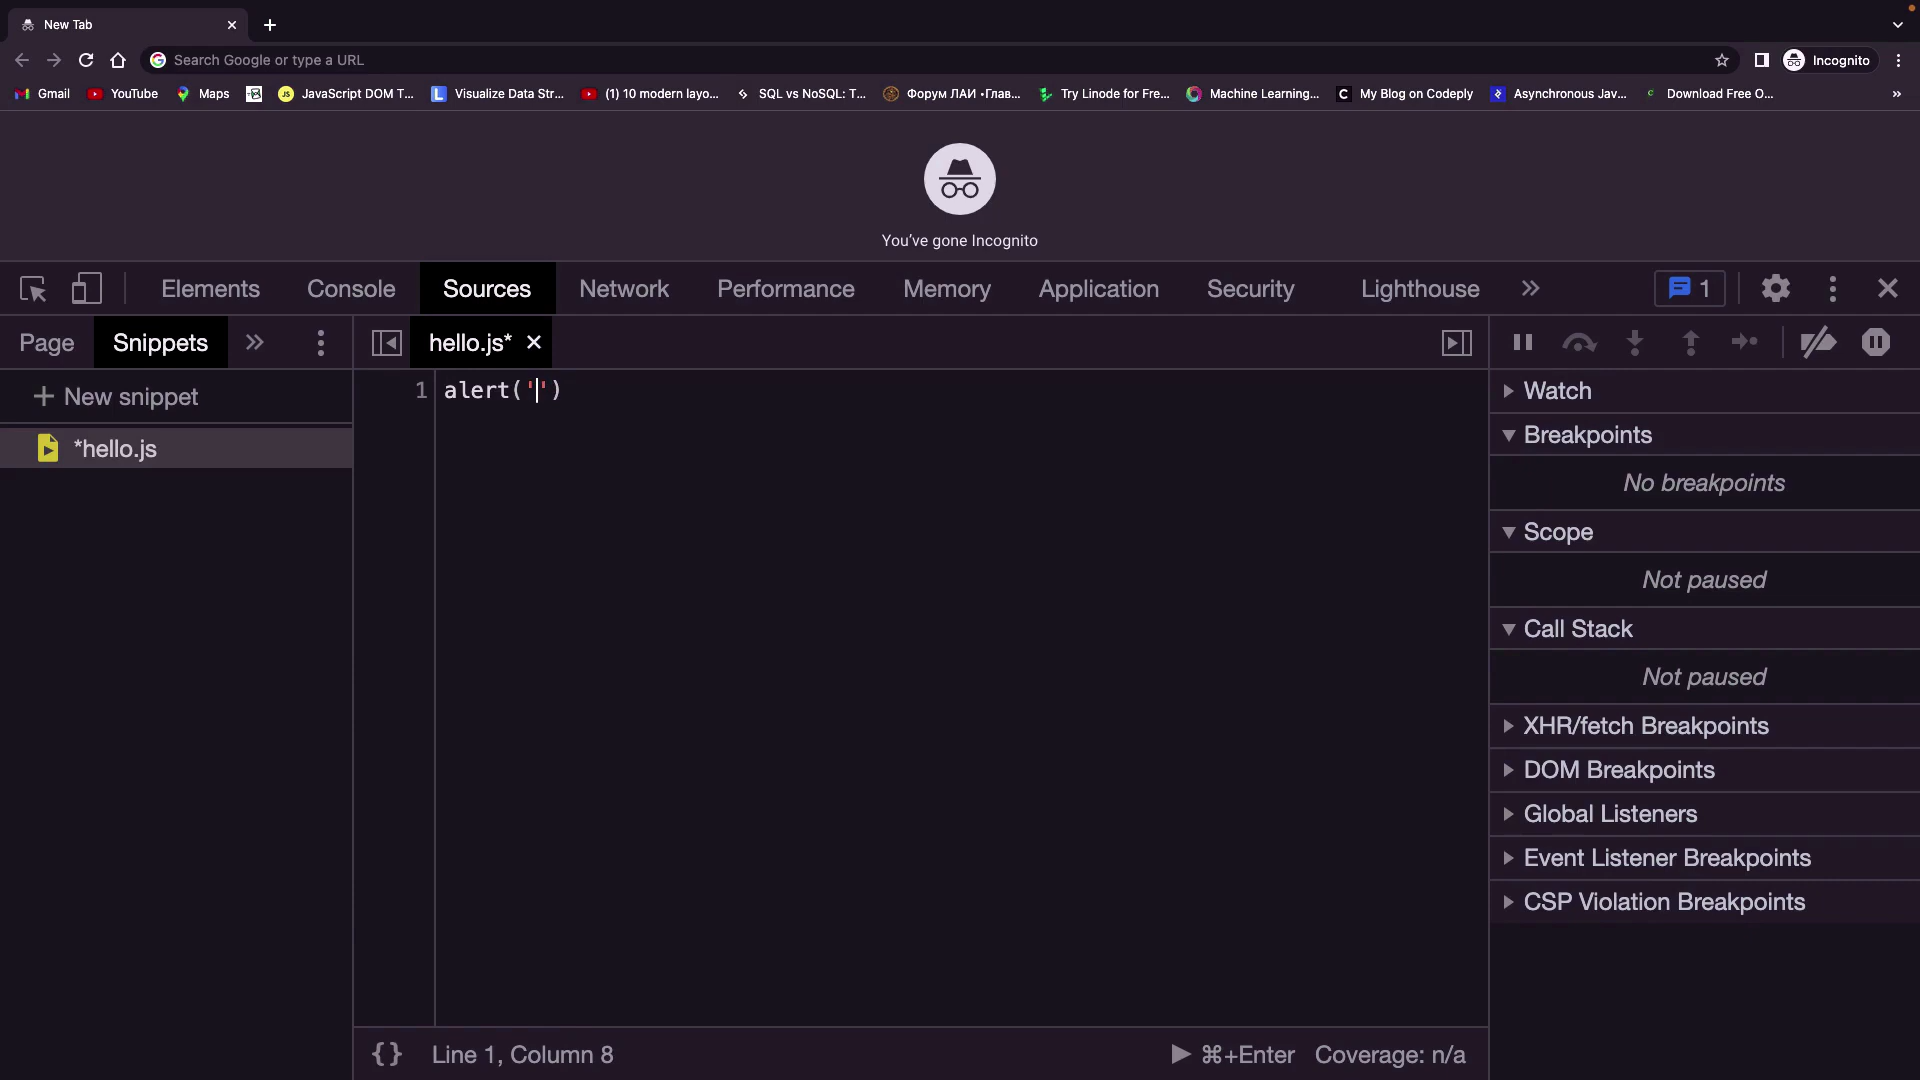 New Tab
Search Google or type a URL
Incognito
Gmail YouTube Maps JavaScript DOM T... Visualize Data Str... (1) 10 modern layo... SQL vs NoSQL: T... Форум ЛАИ •Глав... Try Linode for Fre... Machine Learning... My Blog on Codeply Asynchronous Jav... Download Free O... »
You've gone Incognito
Elements Console Sources Network Performance Memory Application Security Lighthouse » 1
Page Snippets » hello.js*
+ New snippet
*hello.js
1 alert('')
Watch
Breakpoints
No breakpoints
Scope
Not paused
Call Stack
Not paused
XHR/fetch Breakpoints
DOM Breakpoints
Global Listeners
Event Listener Breakpoints
CSP Violation Breakpoints
{} Line 1, Column 8 ⌘+Enter Coverage: n/a